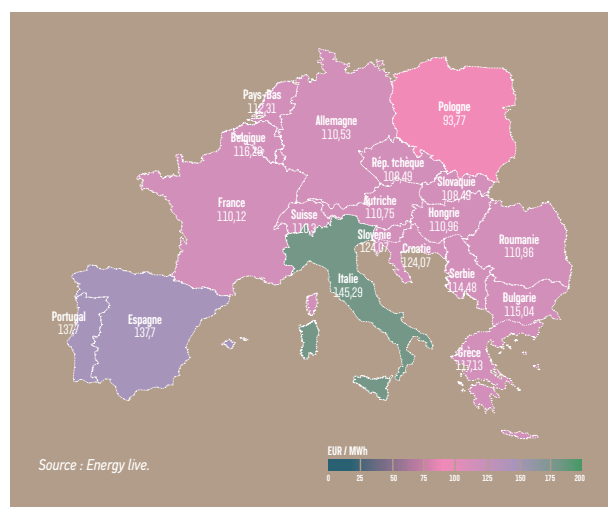 Pays-Bas
112,31
Pologne
93,77
Allemagne
110,53
Belgique
Rép. tchèque
108,49
Slovaquie
108,49
France
110,12
Autriche
110,75
Suisse
110,3
Hongrie
110,96
Slovénie
124,07
Croatie
124,07
Roumanie
110,96
Serbie
114,48
Italie
145,29
Bulgarie
115,04
Portugal
137,7
Espagne
137,7
Grèce
117,13
Source : Energy live.
EUR / MWh
0 25 50 75 100 125 150 175 200